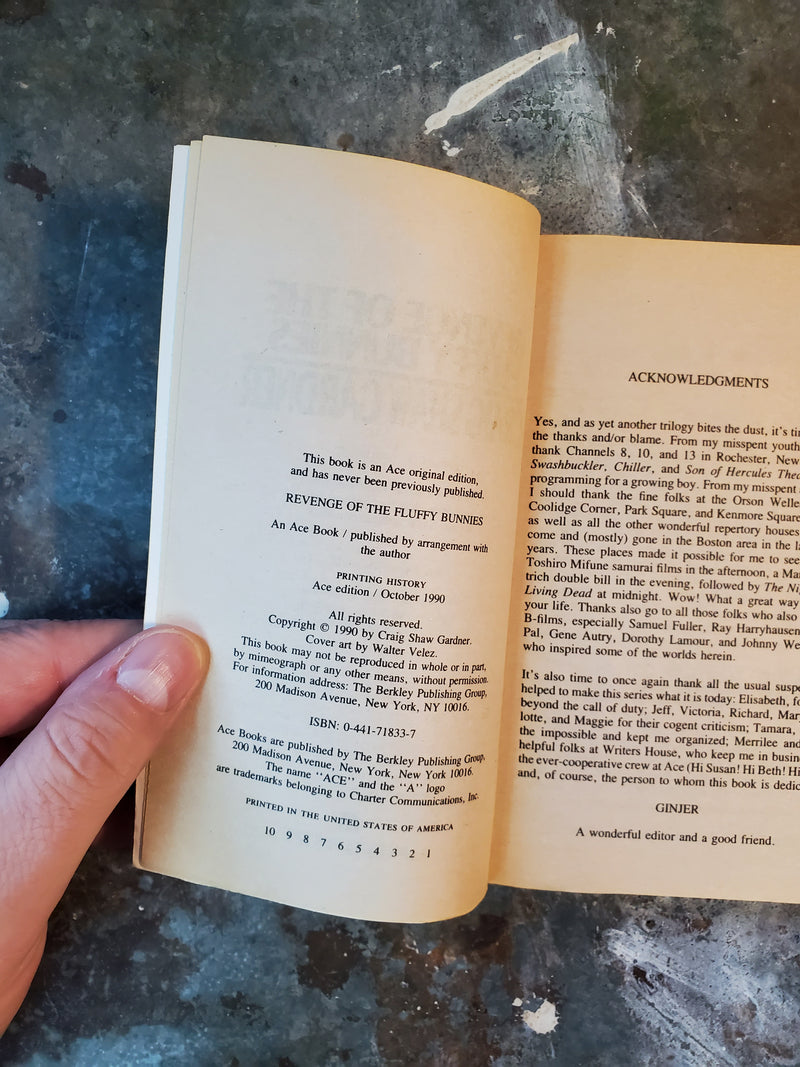 This book is an Ace original edition,
and has never been previously published.
REVENGE OF THE FLUFFY BUNNIES
An Ace Book / published by arrangement with
the author
PRINTING HISTORY
Ace edition / October 1990
All rights reserved.
Copyright © 1990 by Craig Shaw Gardner.
Cover art by Walter Velez.
This book may not be reproduced in whole or in part,
by mimeograph or any other means, without permission.
For information address: The Berkley Publishing Group,
200 Madison Avenue, New York, NY 10016.
ISBN: 0-441-71833-7
Ace Books are published by The Berkley Publishing Group,
200 Madison Avenue, New York, New York 10016.
The name "ACE" and the "A" logo
are trademarks belonging to Charter Communications, Inc.
PRINTED IN THE UNITED STATES OF AMERICA
10 9 8 7 6 5 4 3 2 1
ACKNOWLEDGMENTS
Yes, and as yet another trilogy bites the dust, it's
the thanks and/or blame. From my misspent youth
thank Channels 8, 10, and 13 in Rochester, New
Swashbuckler, Chiller, and Son of Hercules
programming for a growing boy. From my misspent
I should thank the fine folks at the Orson
Coolidge Corner, Park Square, and Kenmore Square
as well as all the other wonderful repertory houses
come and (mostly) gone in the Boston area in the
years. These places made it possible for me to see
Toshiro Mifune samurai films in the afternoon, a
trich double bill in the evening, followed by The
Living Dead at midnight. Wow! What a great way
your life. Thanks also go to all those folks who also
B-films, especially Samuel Fuller, Ray Harryhausen
Pal, Gene Autry, Dorothy Lamour, and Johnny
who inspired some of the worlds herein.
It's also time to once again thank all the usual
helped to make this series what it is today: Elisabeth,
beyond the call of duty; Jeff, Victoria, Richard,
lotte, and Maggie for their cogent criticism; Tamara,
the impossible and kept me organized; Merrilee and
helpful folks at Writers House, who keep me in
the ever-cooperative crew at Ace (Hi Susan! Hi Beth!
and, of course, the person to whom this book is
GINJER
A wonderful editor and a good friend.